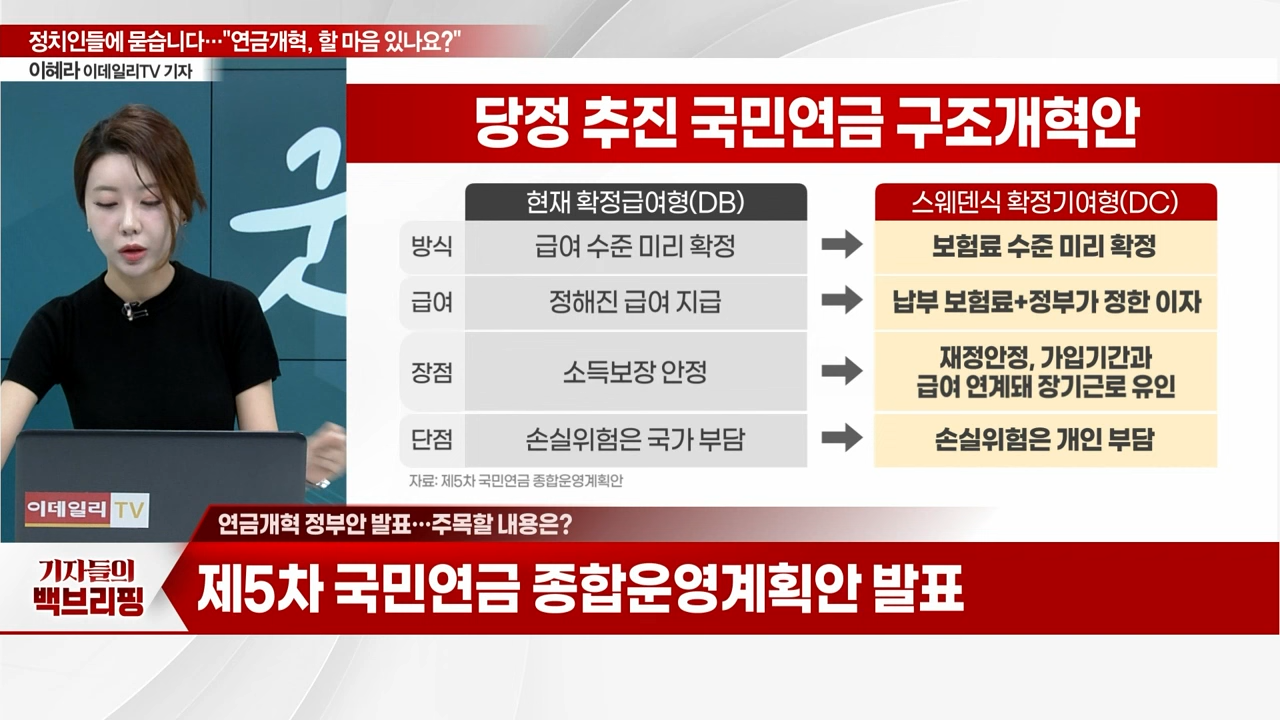 정치인들에 묻습니다…"연금개혁, 할 마음 있나요?"
이혜라 이데일리TV 기자
당정 추진 국민연금 구조개혁안
현재 확정급여형(DB)
스웨덴식 확정기여형(DC)
방식
급여 수준 미리 확정
보험료 수준 미리 확정
급여
정해진 급여 지급
납부 보험료+정부가 정한 이자
장점
소득보장 안정
재정안정, 가입기간과
급여 연계돼 장기근로 유인
단점
손실위험은 국가 부담
손실위험은 개인 부담
자료: 제5차 국민연금 종합운영계획안
이데일리 TV
연금개혁 정부안 발표…주목할 내용은?
기자들의
백브리핑
제5차 국민연금 종합운영계획안 발표